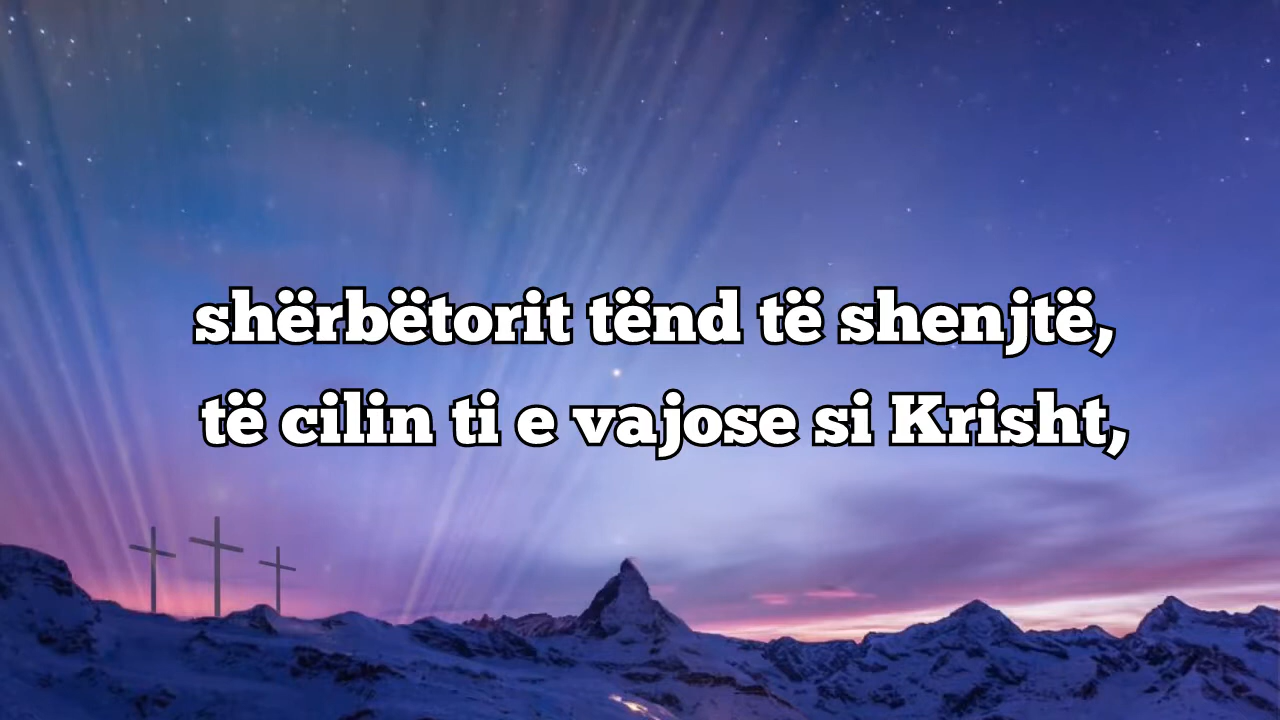 shërbëtorit tënd të shenjtë,
të cilin ti e vajose si Krisht,